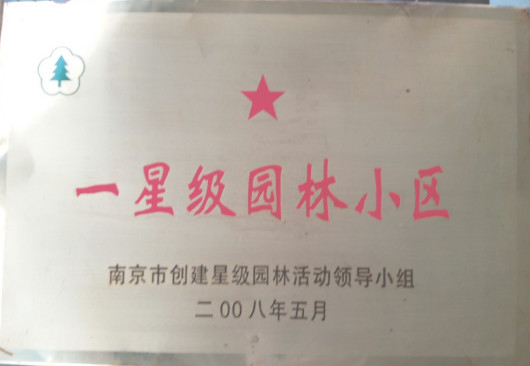 一星级园林小区
南京市创建星级园林活动领导小组
二00八年五月